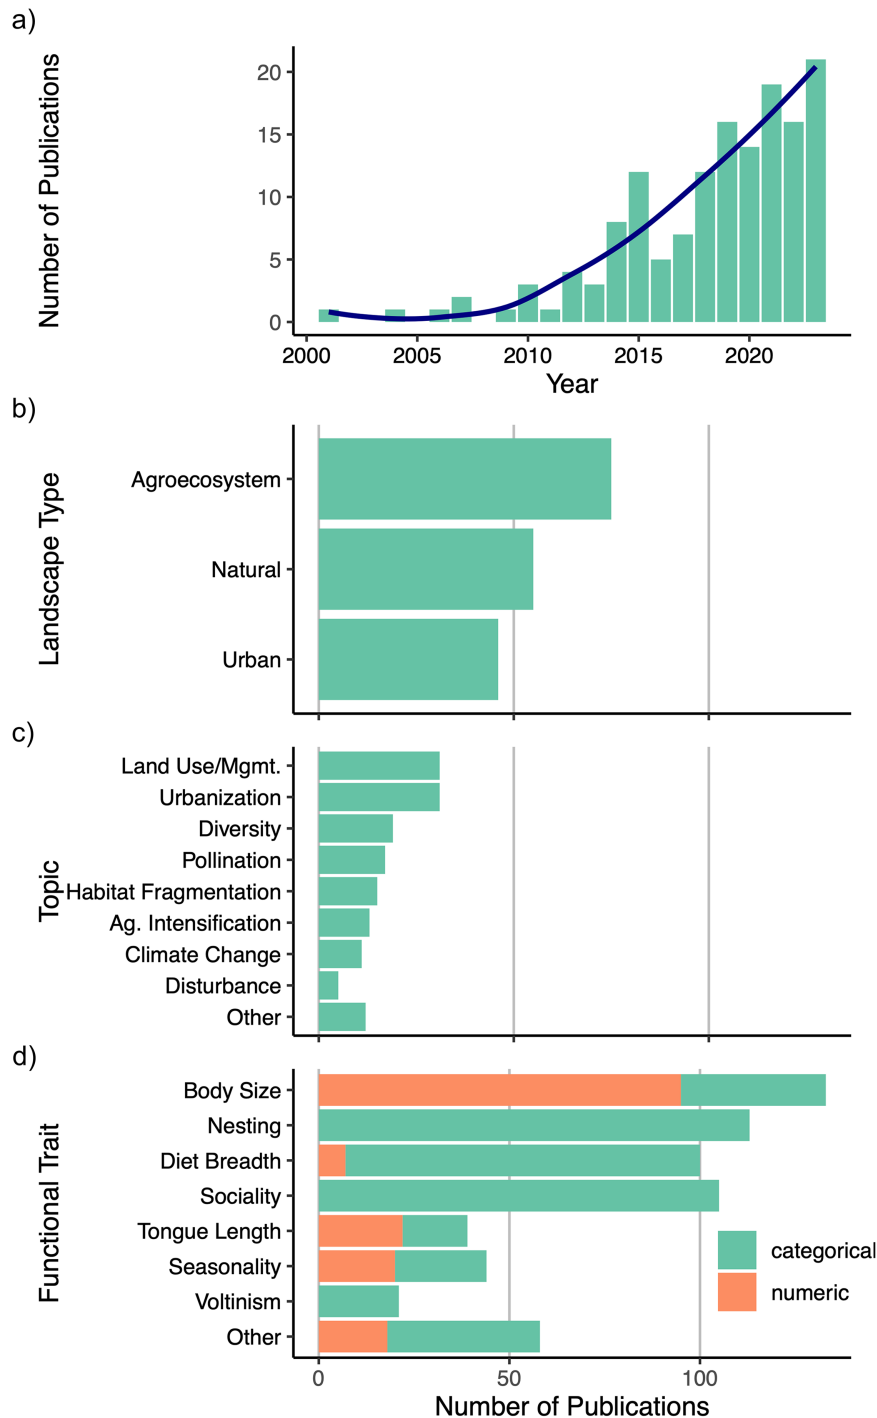 a)
Number of Publications
20
15
10
5
0
2000 2005 2010 2015 2020
Year
b)
Landscape Type
Agroecosystem
Natural
Urban
c)
Topic
Land Use/Mgmt.
Urbanization
Diversity
Pollination
Habitat Fragmentation
Ag. Intensification
Climate Change
Disturbance
Other
d)
Functional Trait
Body Size
Nesting
Diet Breadth
Sociality
Tongue Length
Seasonality
Voltinism
Other
categorical
numeric
0 50 100
Number of Publications